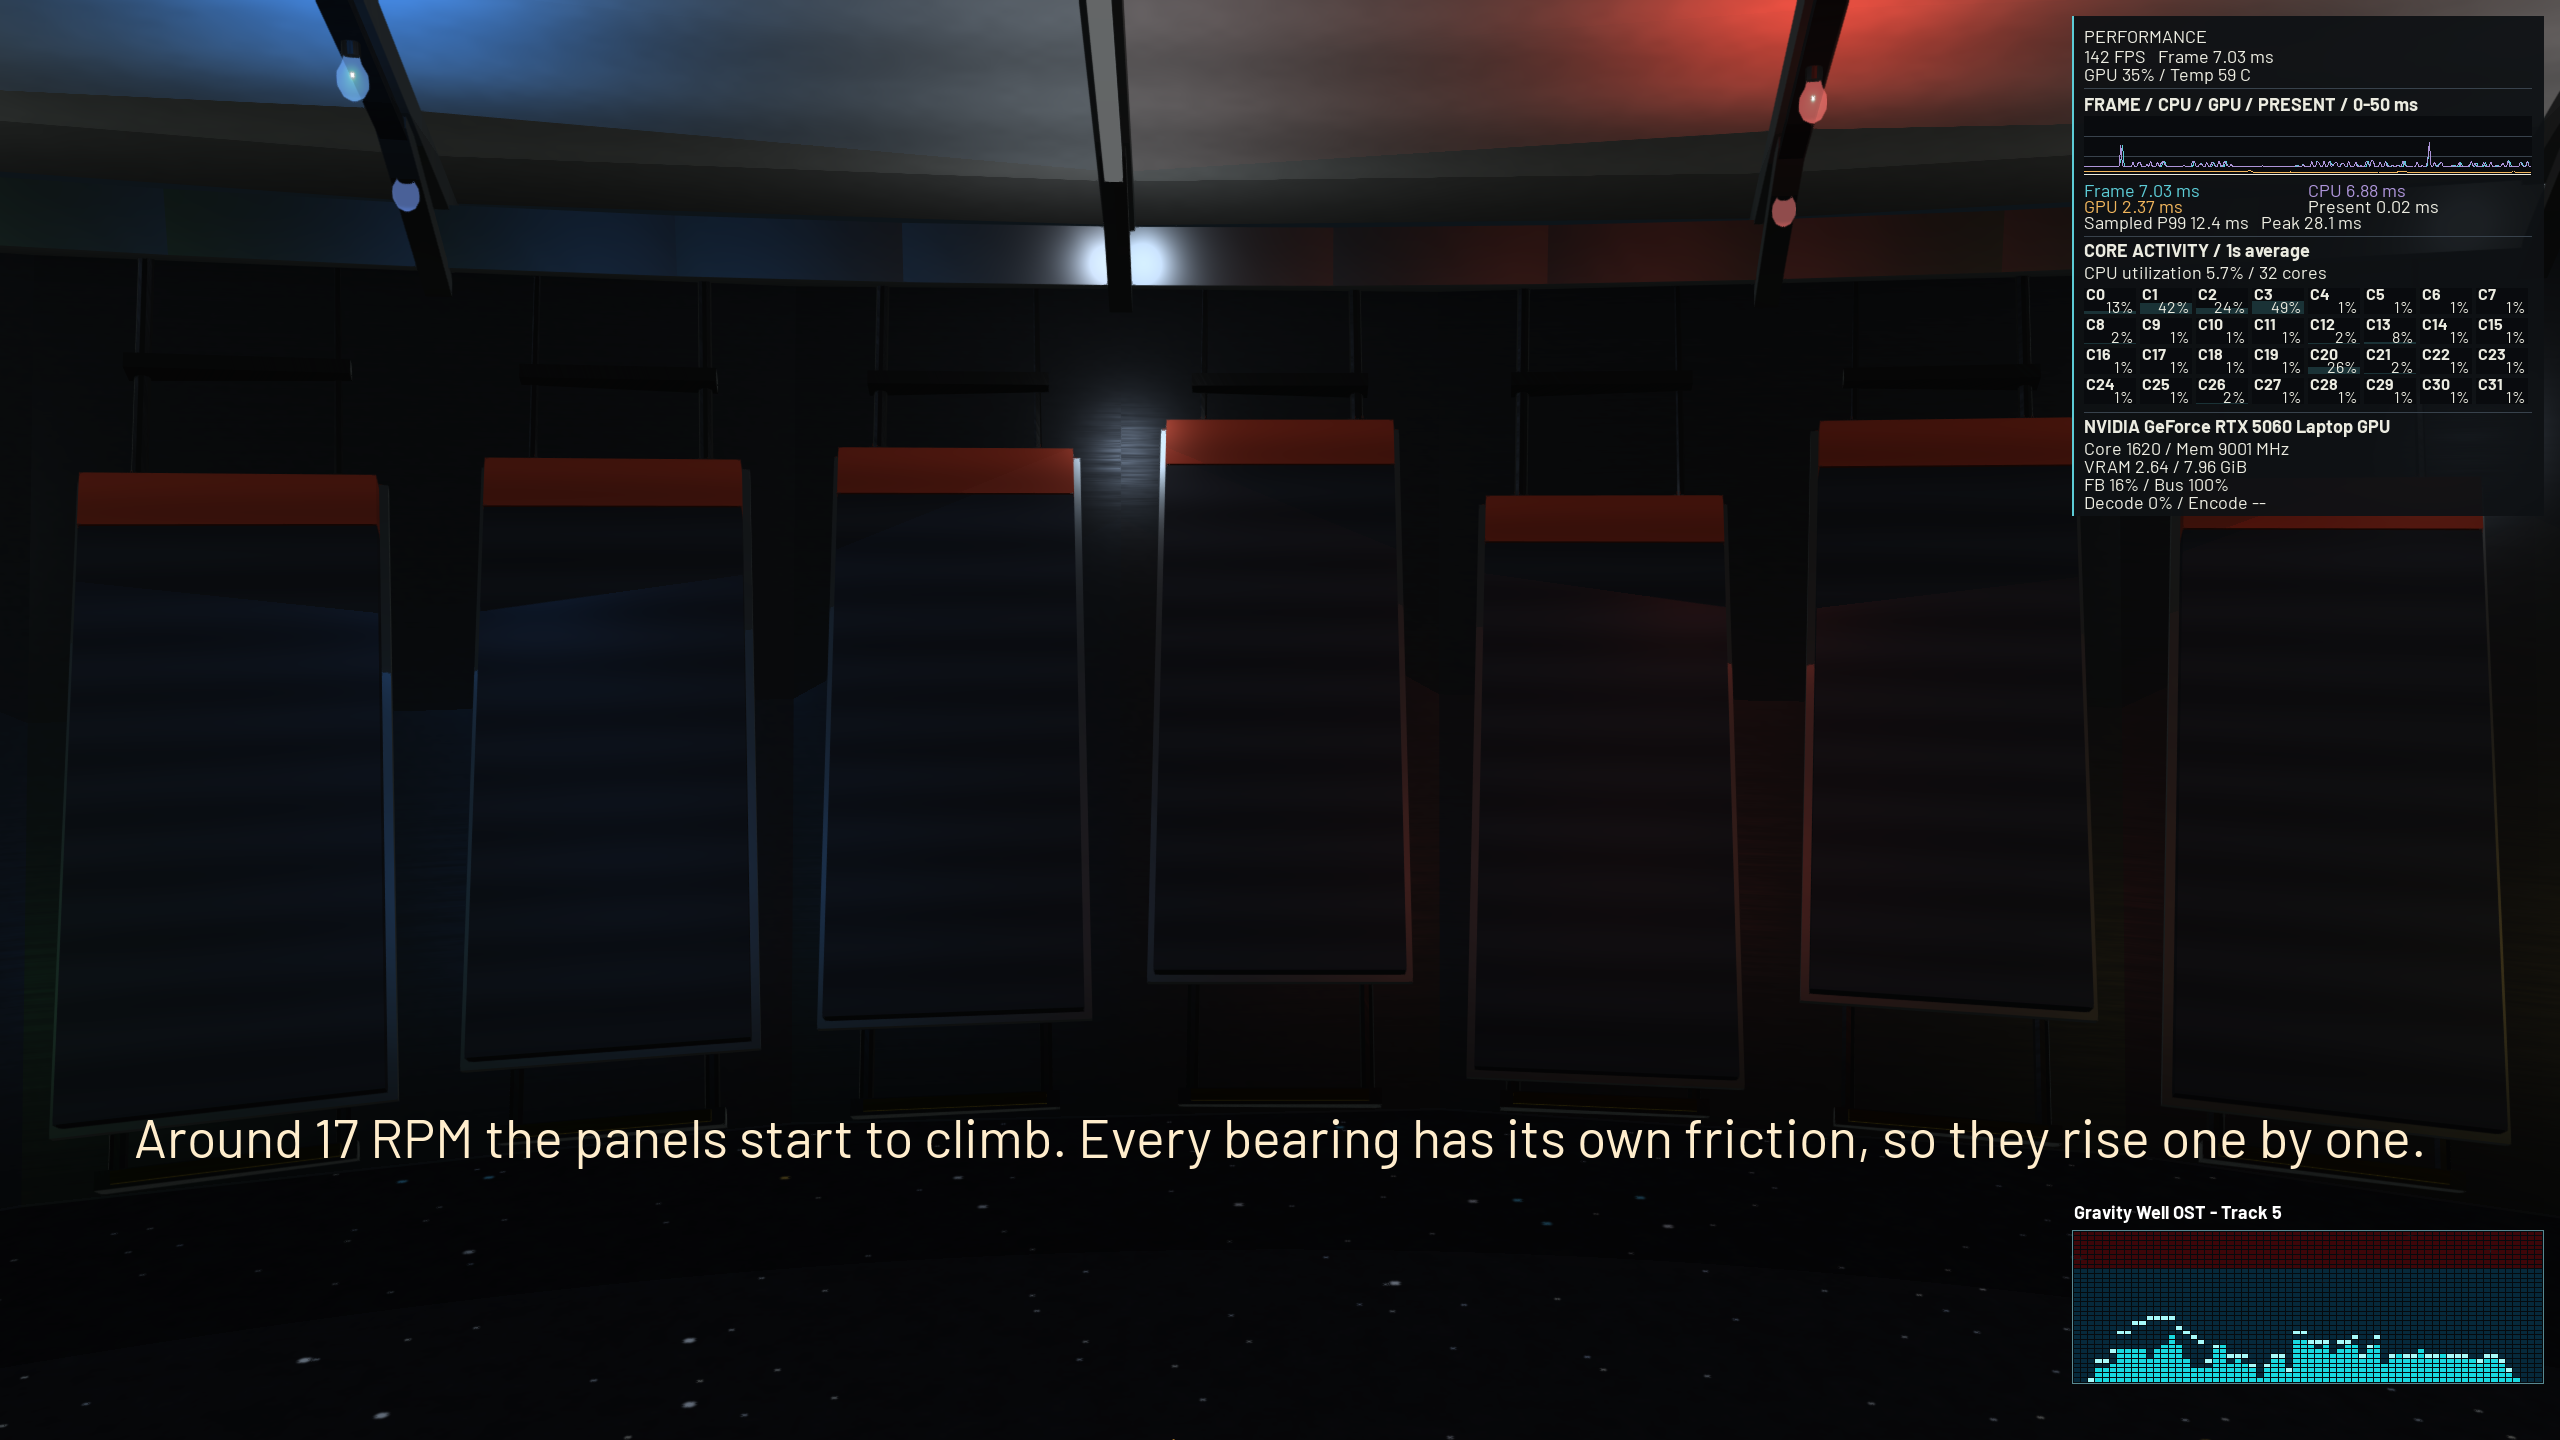 PERFORMANCE
142 FPS Frame 7.03 ms
GPU 35% / Temp 59 C
FRAME / CPU / GPU / PRESENT / 0-50 ms
Frame 7.03 ms CPU 6.88 ms
GPU 2.37 ms Present 0.02 ms
Sampled P99 12.4 ms Peak 28.1 ms
CORE ACTIVITY / 1s average
CPU utilization 5.7% / 32 cores
C0 C1 C2 C3 C4 C5 C6 C7
13% 42% 24% 49% 1% 1% 1% 1%
C8 C9 C10 C11 C12 C13 C14 C15
2% 1% 1% 1% 2% 8% 1% 1%
C16 C17 C18 C19 C20 C21 C22 C23
1% 1% 1% 1% 26% 2% 1% 1%
C24 C25 C26 C27 C28 C29 C30 C31
1% 1% 2% 1% 1% 1% 1% 1%
NVIDIA GeForce RTX 5060 Laptop GPU
Core 1620 / Mem 9001 MHz
VRAM 2.64 / 7.96 GiB
FB 16% / Bus 100%
Decode 0% / Encode --
Around 17 RPM the panels start to climb. Every bearing has its own friction, so they rise one by one.
Gravity Well OST - Track 5